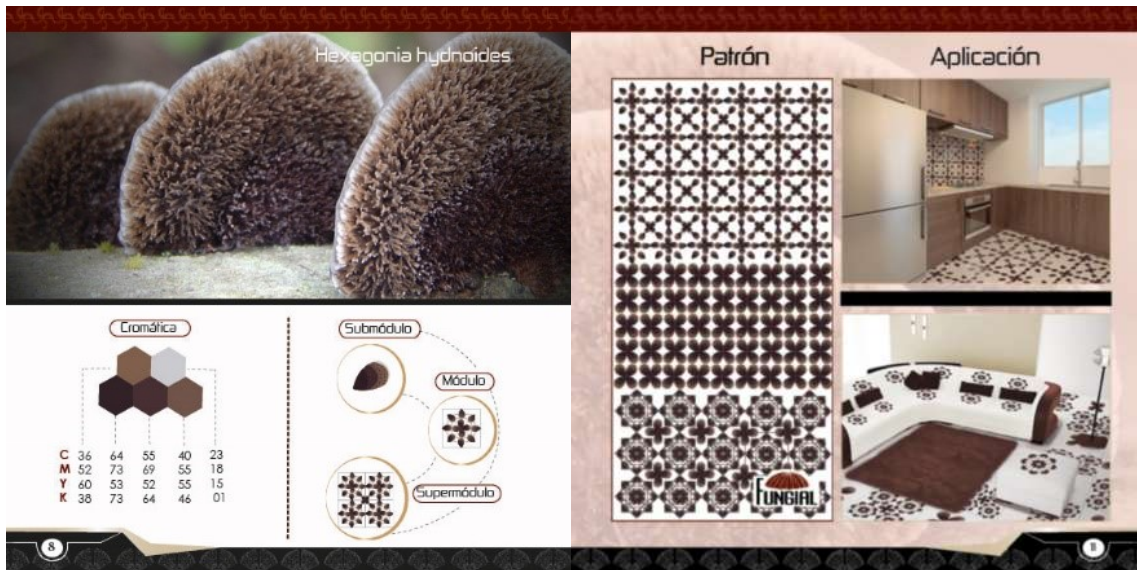 Hexagonia hydnoides
Cromática
C 36 64 55 40 23
M 52 73 69 55 18
Y 60 53 52 55 15
K 38 73 64 46 01
Submódulo
Módulo
Supermódulo
8
Patrón
Aplicación
FUNGIAL
11